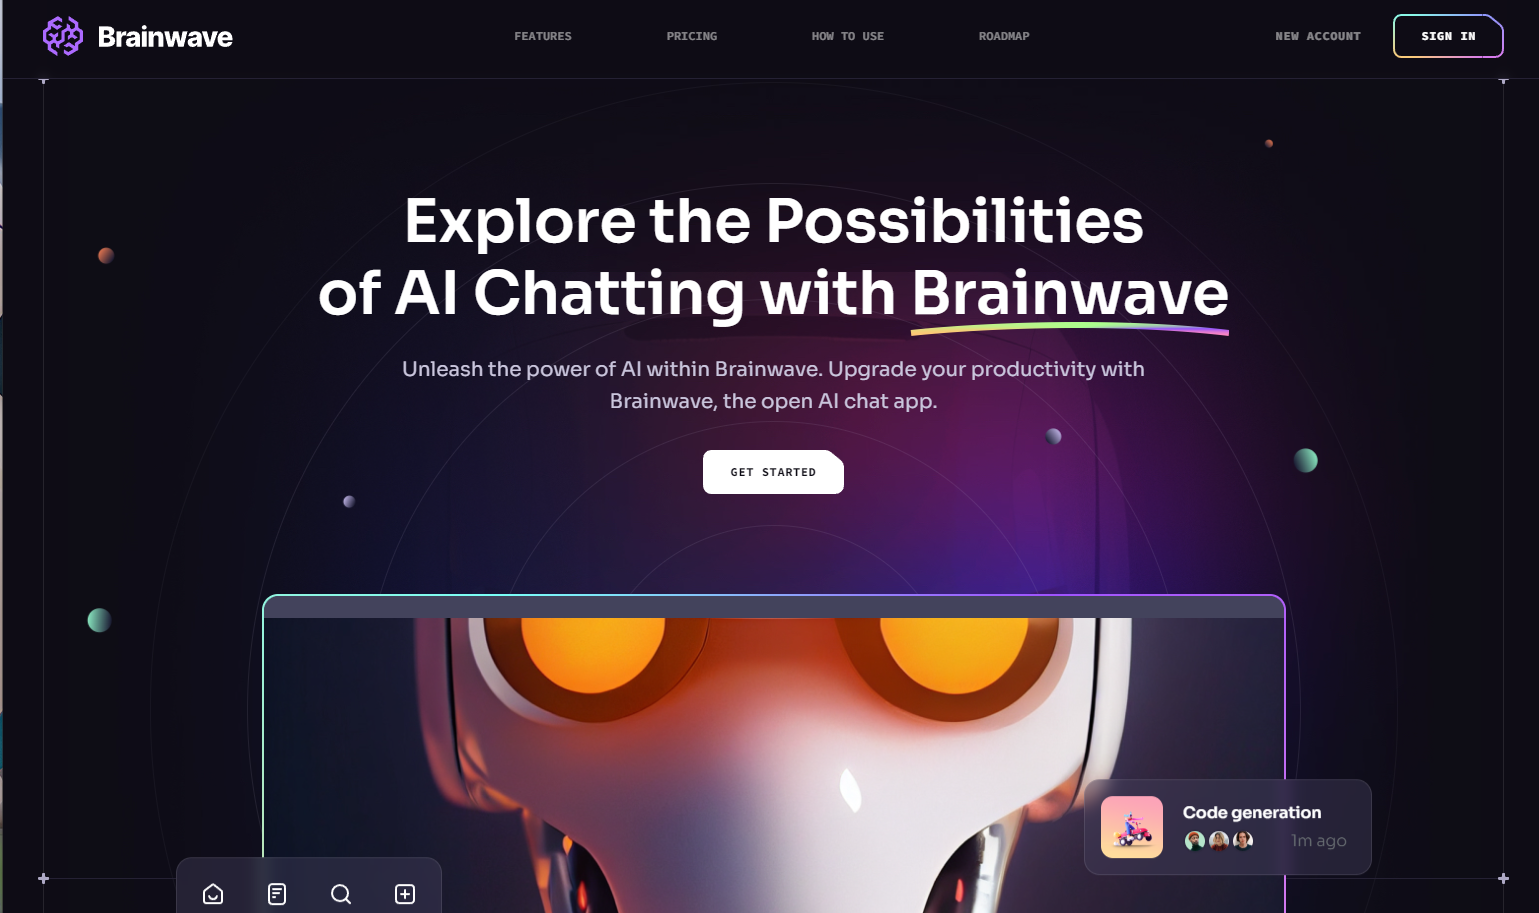 Brainwave
FEATURES
PRICING
HOW TO USE
ROADMAP
NEW ACCOUNT
SIGN IN
Explore the Possibilities
of AI Chatting with Brainwave
Unleash the power of AI within Brainwave. Upgrade your productivity with
Brainwave, the open AI chat app.
GET STARTED
Code generation
1m ago